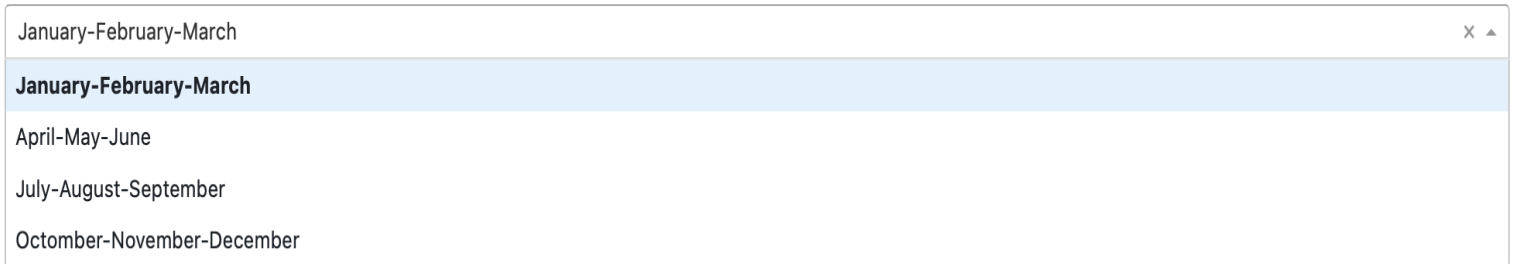 January-February-March
January-February-March
April-May-June
July-August-September
Octomber-November-December